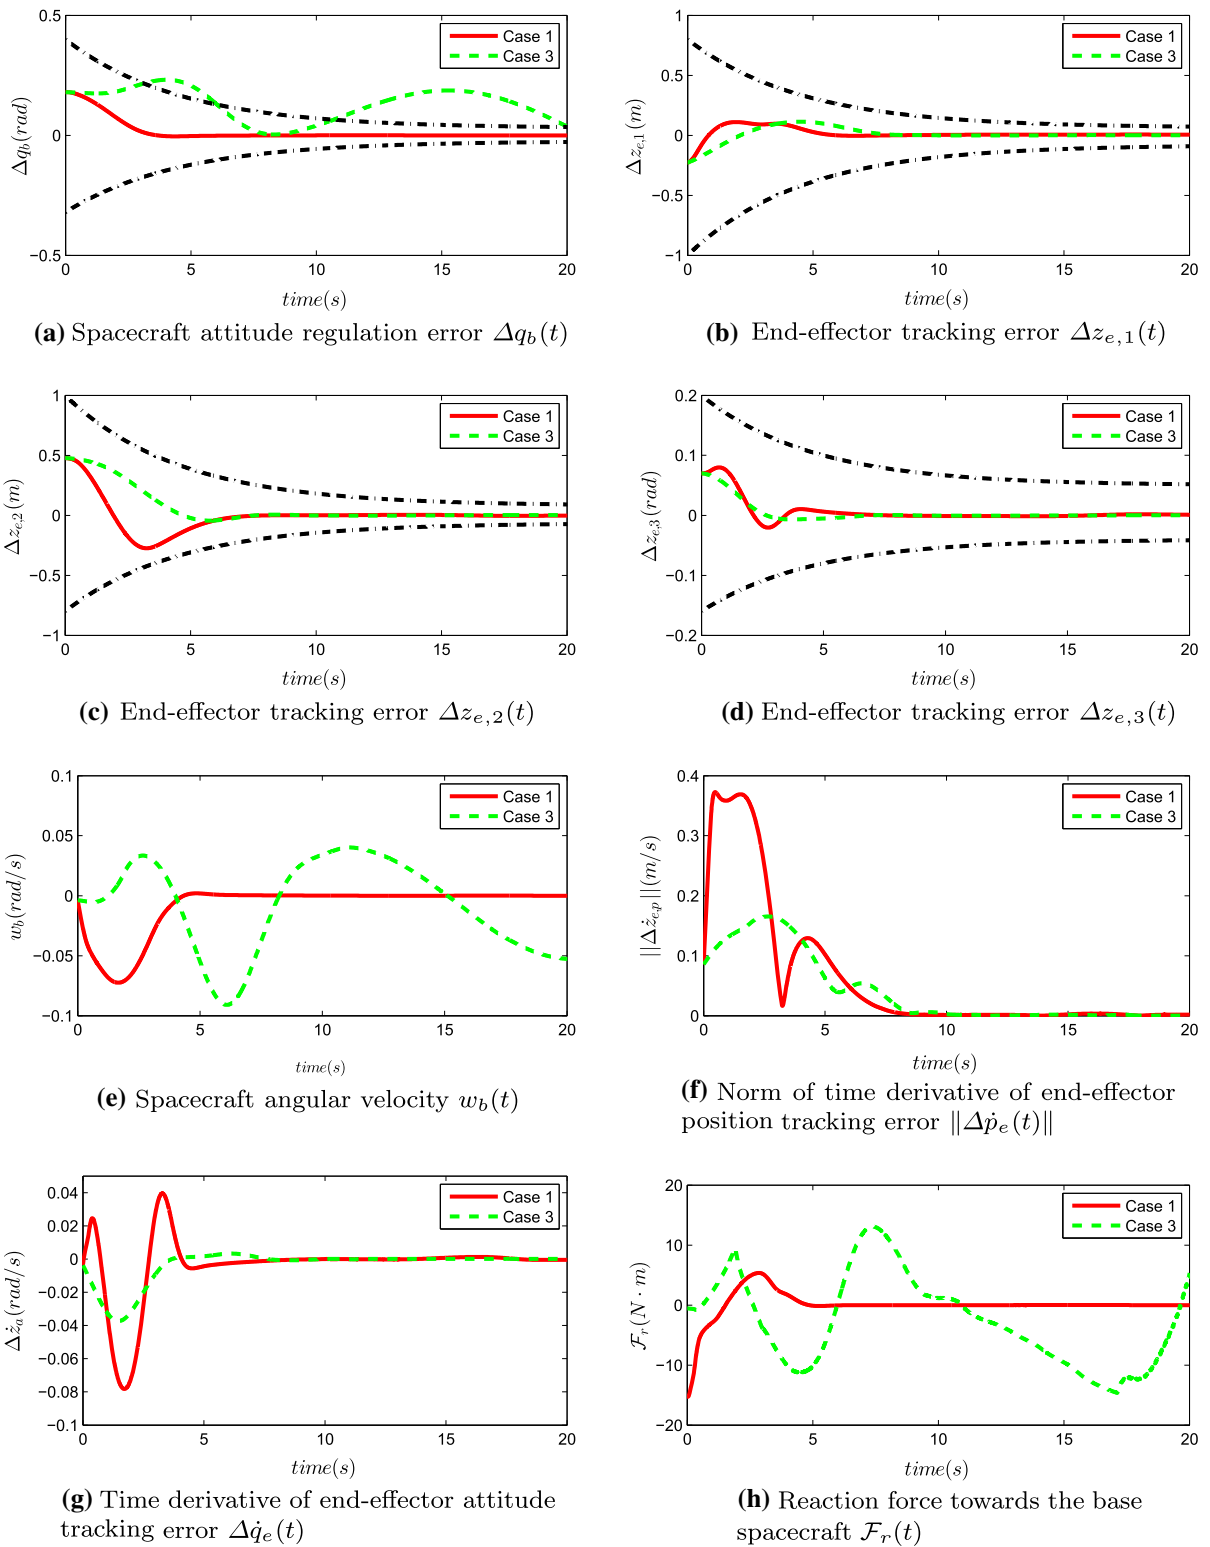 0.5
0
−0.5
0 5 10 15 20
Δq_b(rad)
time(s)
Case 1
Case 3
(a) Spacecraft attitude regulation error Δq_b(t)
1
0.5
0
−0.5
−1
0 5 10 15 20
Δz_{e,1}(m)
time(s)
Case 1
Case 3
(b) End-effector tracking error Δz_{e,1}(t)
1
0.5
0
−0.5
−1
0 5 10 15 20
Δz_{e,2}(m)
time(s)
Case 1
Case 3
(c) End-effector tracking error Δz_{e,2}(t)
0.2
0.1
0
−0.1
−0.2
0 5 10 15 20
Δz_{e,3}(rad)
time(s)
Case 1
Case 3
(d) End-effector tracking error Δz_{e,3}(t)
0.1
0.05
0
−0.05
−0.1
0 5 10 15 20
w_b(rad/s)
time(s)
Case 1
Case 3
(e) Spacecraft angular velocity w_b(t)
0.4
0.3
0.2
0.1
0
0 5 10 15 20
||Δż_{e,p}||(m/s)
time(s)
Case 1
Case 3
(f) Norm of time derivative of end-effector
position tracking error ‖Δṗ_e(t)‖
0.04
0.02
0
−0.02
−0.04
−0.06
−0.08
−0.1
0 5 10 15 20
Δż_a(rad/s)
time(s)
Case 1
Case 3
(g) Time derivative of end-effector attitude
tracking error Δq̇_e(t)
20
10
0
−10
−20
0 5 10 15 20
ℱ_r(N · m)
time(s)
Case 1
Case 3
(h) Reaction force towards the base
spacecraft ℱ_r(t)